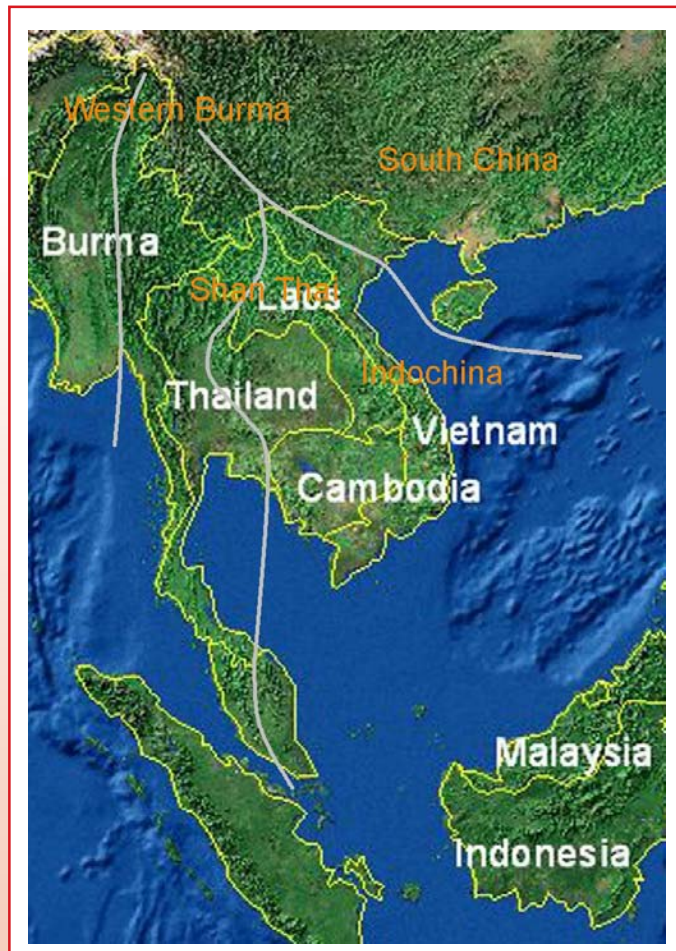 Western Burma
South China
Burma
Shan Thai
Laos
Indochina
Thailand
Vietnam
Cambodia
Malaysia
Indonesia